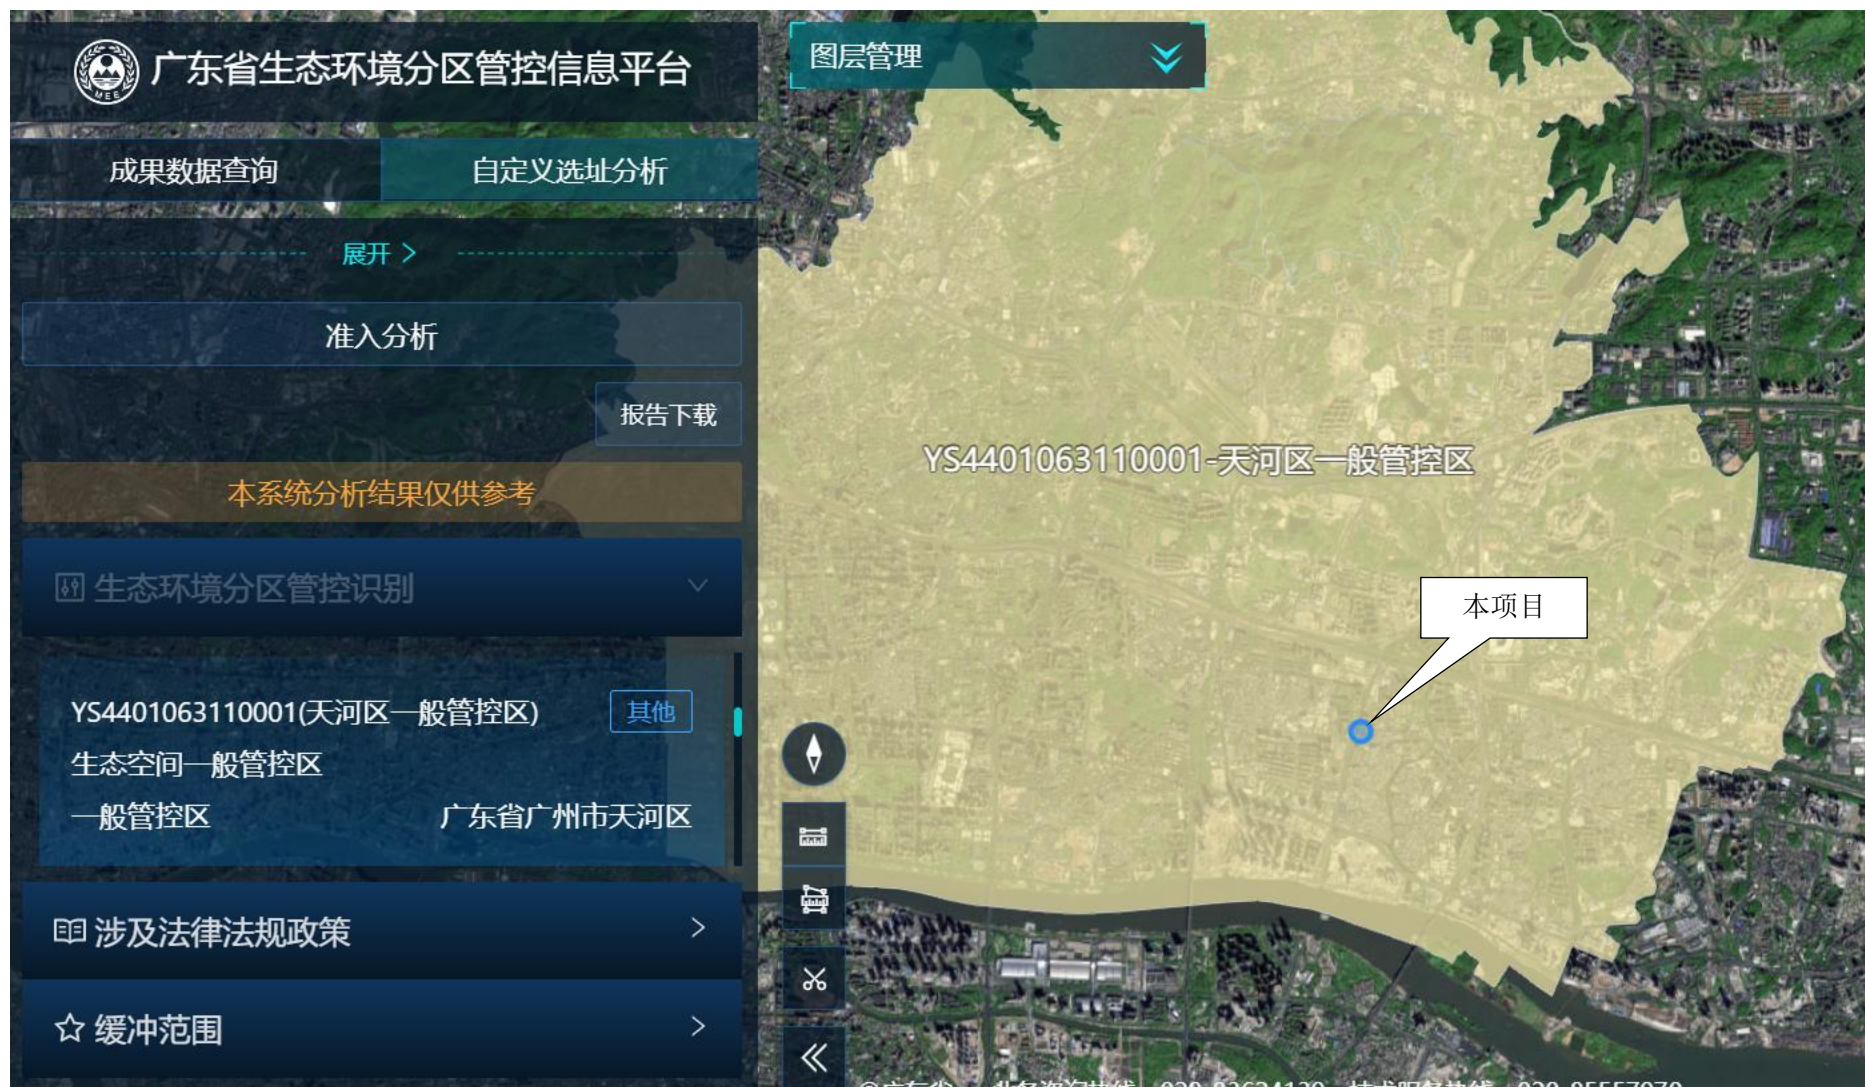 广东省生态环境分区管控信息平台
MEE
图层管理
成果数据查询
自定义选址分析
展开 >
准入分析
报告下载
本系统分析结果仅供参考
生态环境分区管控识别
YS4401063110001(天河区一般管控区)
其他
生态空间一般管控区
一般管控区
广东省广州市天河区
涉及法律法规政策
缓冲范围
YS4401063110001-天河区一般管控区
本项目